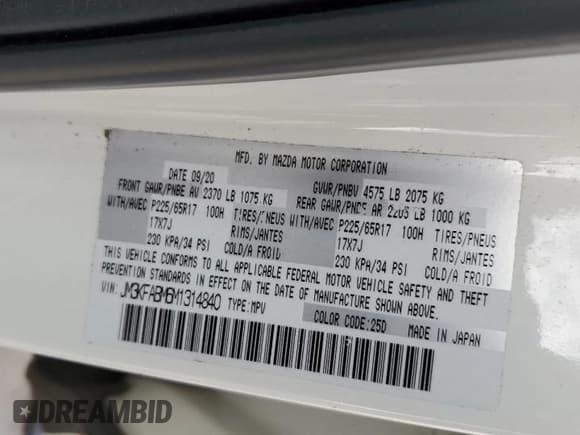 MFD. BY MAZDA MOTOR CORPORATION
DATE 09/20
GVWR/PNBV 4575 LB 2075 KG
FRONT GAWR/PNBE AV 2370 LB 1075 KG
REAR GAWR/PNBE AR 2205 LB 1000 KG
WITH/AVEC P225/65R17 100H TIRES/PNEUS
17X7J RIMS/JANTES
230 KPA/34 PSI COLD/A FROID
WITH/AVEC P225/65R17 100H TIRES/PNEUS
17X7J RIMS/JANTES
230 KPA/34 PSI COLD/A FROID
THIS VEHICLE CONFORMS TO ALL APPLICABLE FEDERAL MOTOR VEHICLE SAFETY AND THEFT
PREVENTION STANDARDS IN EFFECT ON THE DATE OF MANUFACTURE SHOWN ABOVE.
VIN: TYPE:MPV
COLOR CODE:25D MADE IN JAPAN
DREAMBID